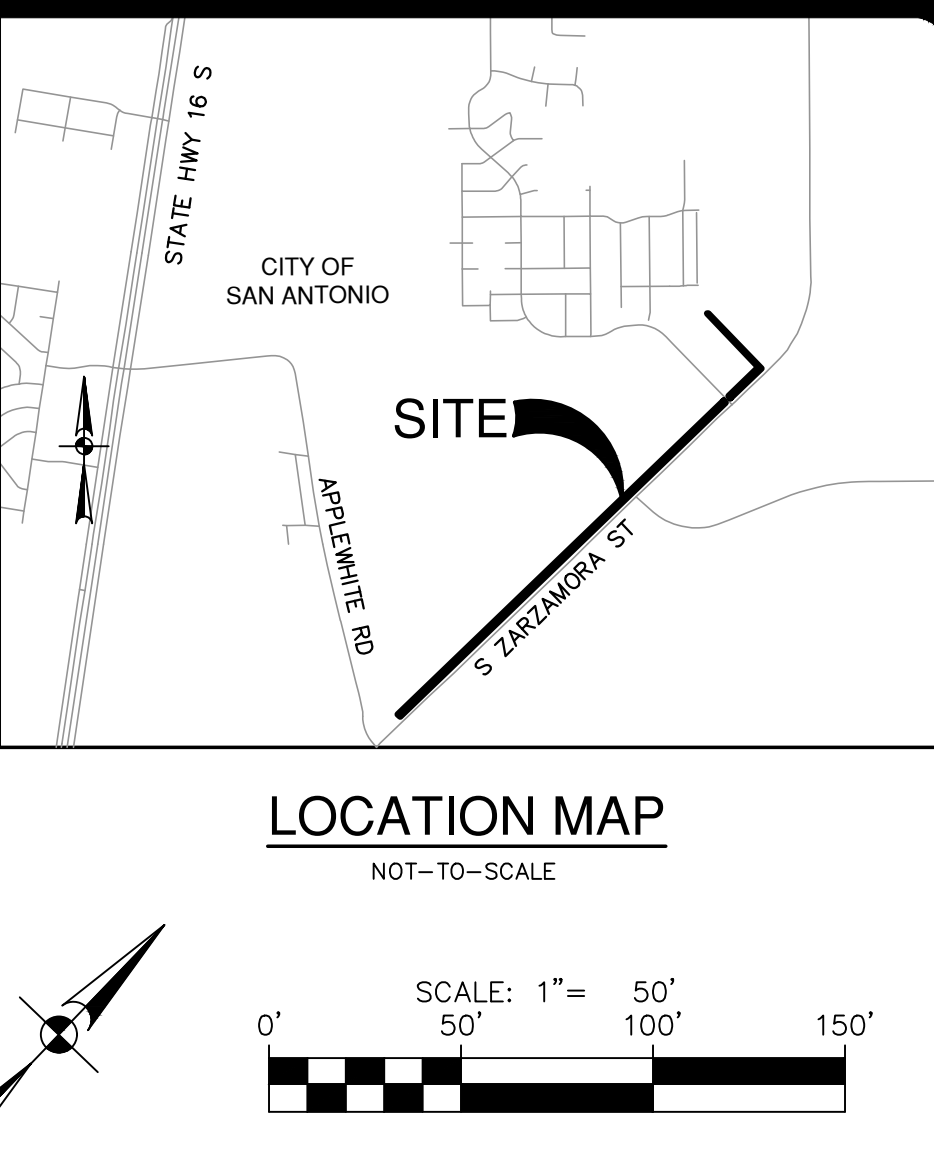 STATE HWY 16 S
CITY OF
SAN ANTONIO
SITE
APPLEWHITE RD
S ZARZAMORA ST
LOCATION MAP
NOT-TO-SCALE
SCALE: 1"= 50'
0' 50' 100' 150'